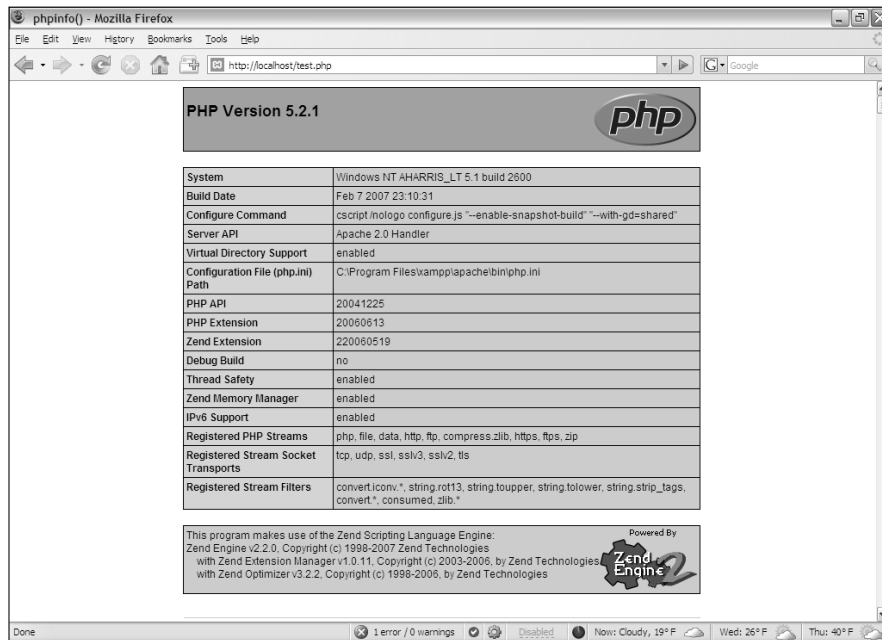 phpinfo() - Mozilla Firefox
File Edit View History Bookmarks Tools Help
http://localhost/test.php
Google
PHP Version 5.2.1
php
System Windows NT AHARRIS_LT 5.1 build 2600
Build Date Feb 7 2007 23:10:31
Configure Command cscript /nologo configure.js "--enable-snapshot-build" "--with-gd=shared"
Server API Apache 2.0 Handler
Virtual Directory Support enabled
Configuration File (php.ini) C:\Program Files\xampp\apache\bin\php.ini
Path
PHP API 20041225
PHP Extension 20060613
Zend Extension 220060519
Debug Build no
Thread Safety enabled
Zend Memory Manager enabled
IPv6 Support enabled
Registered PHP Streams php, file, data, http, ftp, compress.zlib, https, ftps, zip
Registered Stream Socket tcp, udp, ssl, sslv3, sslv2, tls
Transports
Registered Stream Filters convert.iconv.*, string.rot13, string.toupper, string.tolower, string.strip_tags,
convert.*, consumed, zlib.*
This program makes use of the Zend Scripting Language Engine:
Zend Engine v2.2.0, Copyright (c) 1998-2007 Zend Technologies
with Zend Extension Manager v1.0.11, Copyright (c) 2003-2006, by Zend Technologies
with Zend Optimizer v3.2.2, Copyright (c) 1998-2006, by Zend Technologies
Powered By
Zend
Engine 2
Done 1 error / 0 warnings Disabled Now: Cloudy, 19° F Wed: 26° F Thu: 40° F